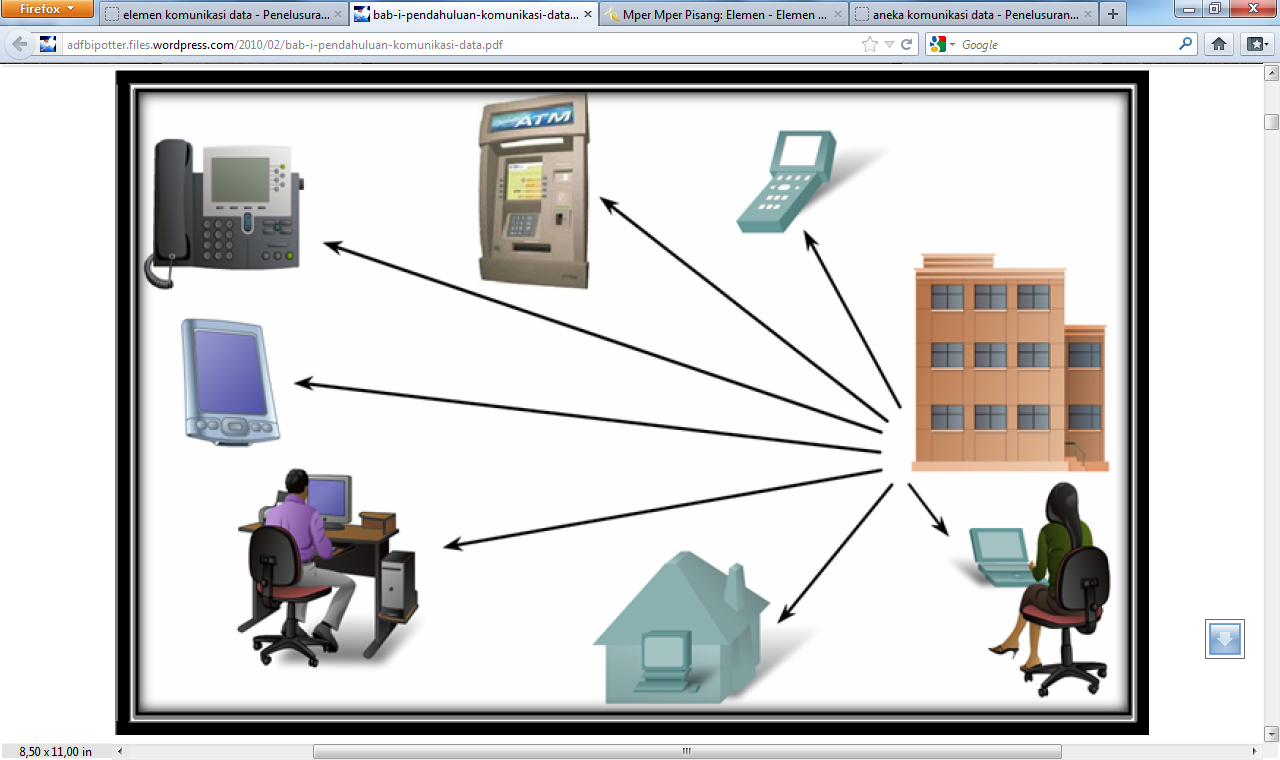 Firefox
elemen komunikasi data - Penelusura...
bab-i-pendahuluan-komunikasi-data...
Mper Mper Pisang: Elemen - Elemen ...
aneka komunikasi data - Penelusuran...
adfbipotter.files.wordpress.com/2010/02/bab-i-pendahuluan-komunikasi-data.pdf
Google
ATM
8,50 x 11,00 in